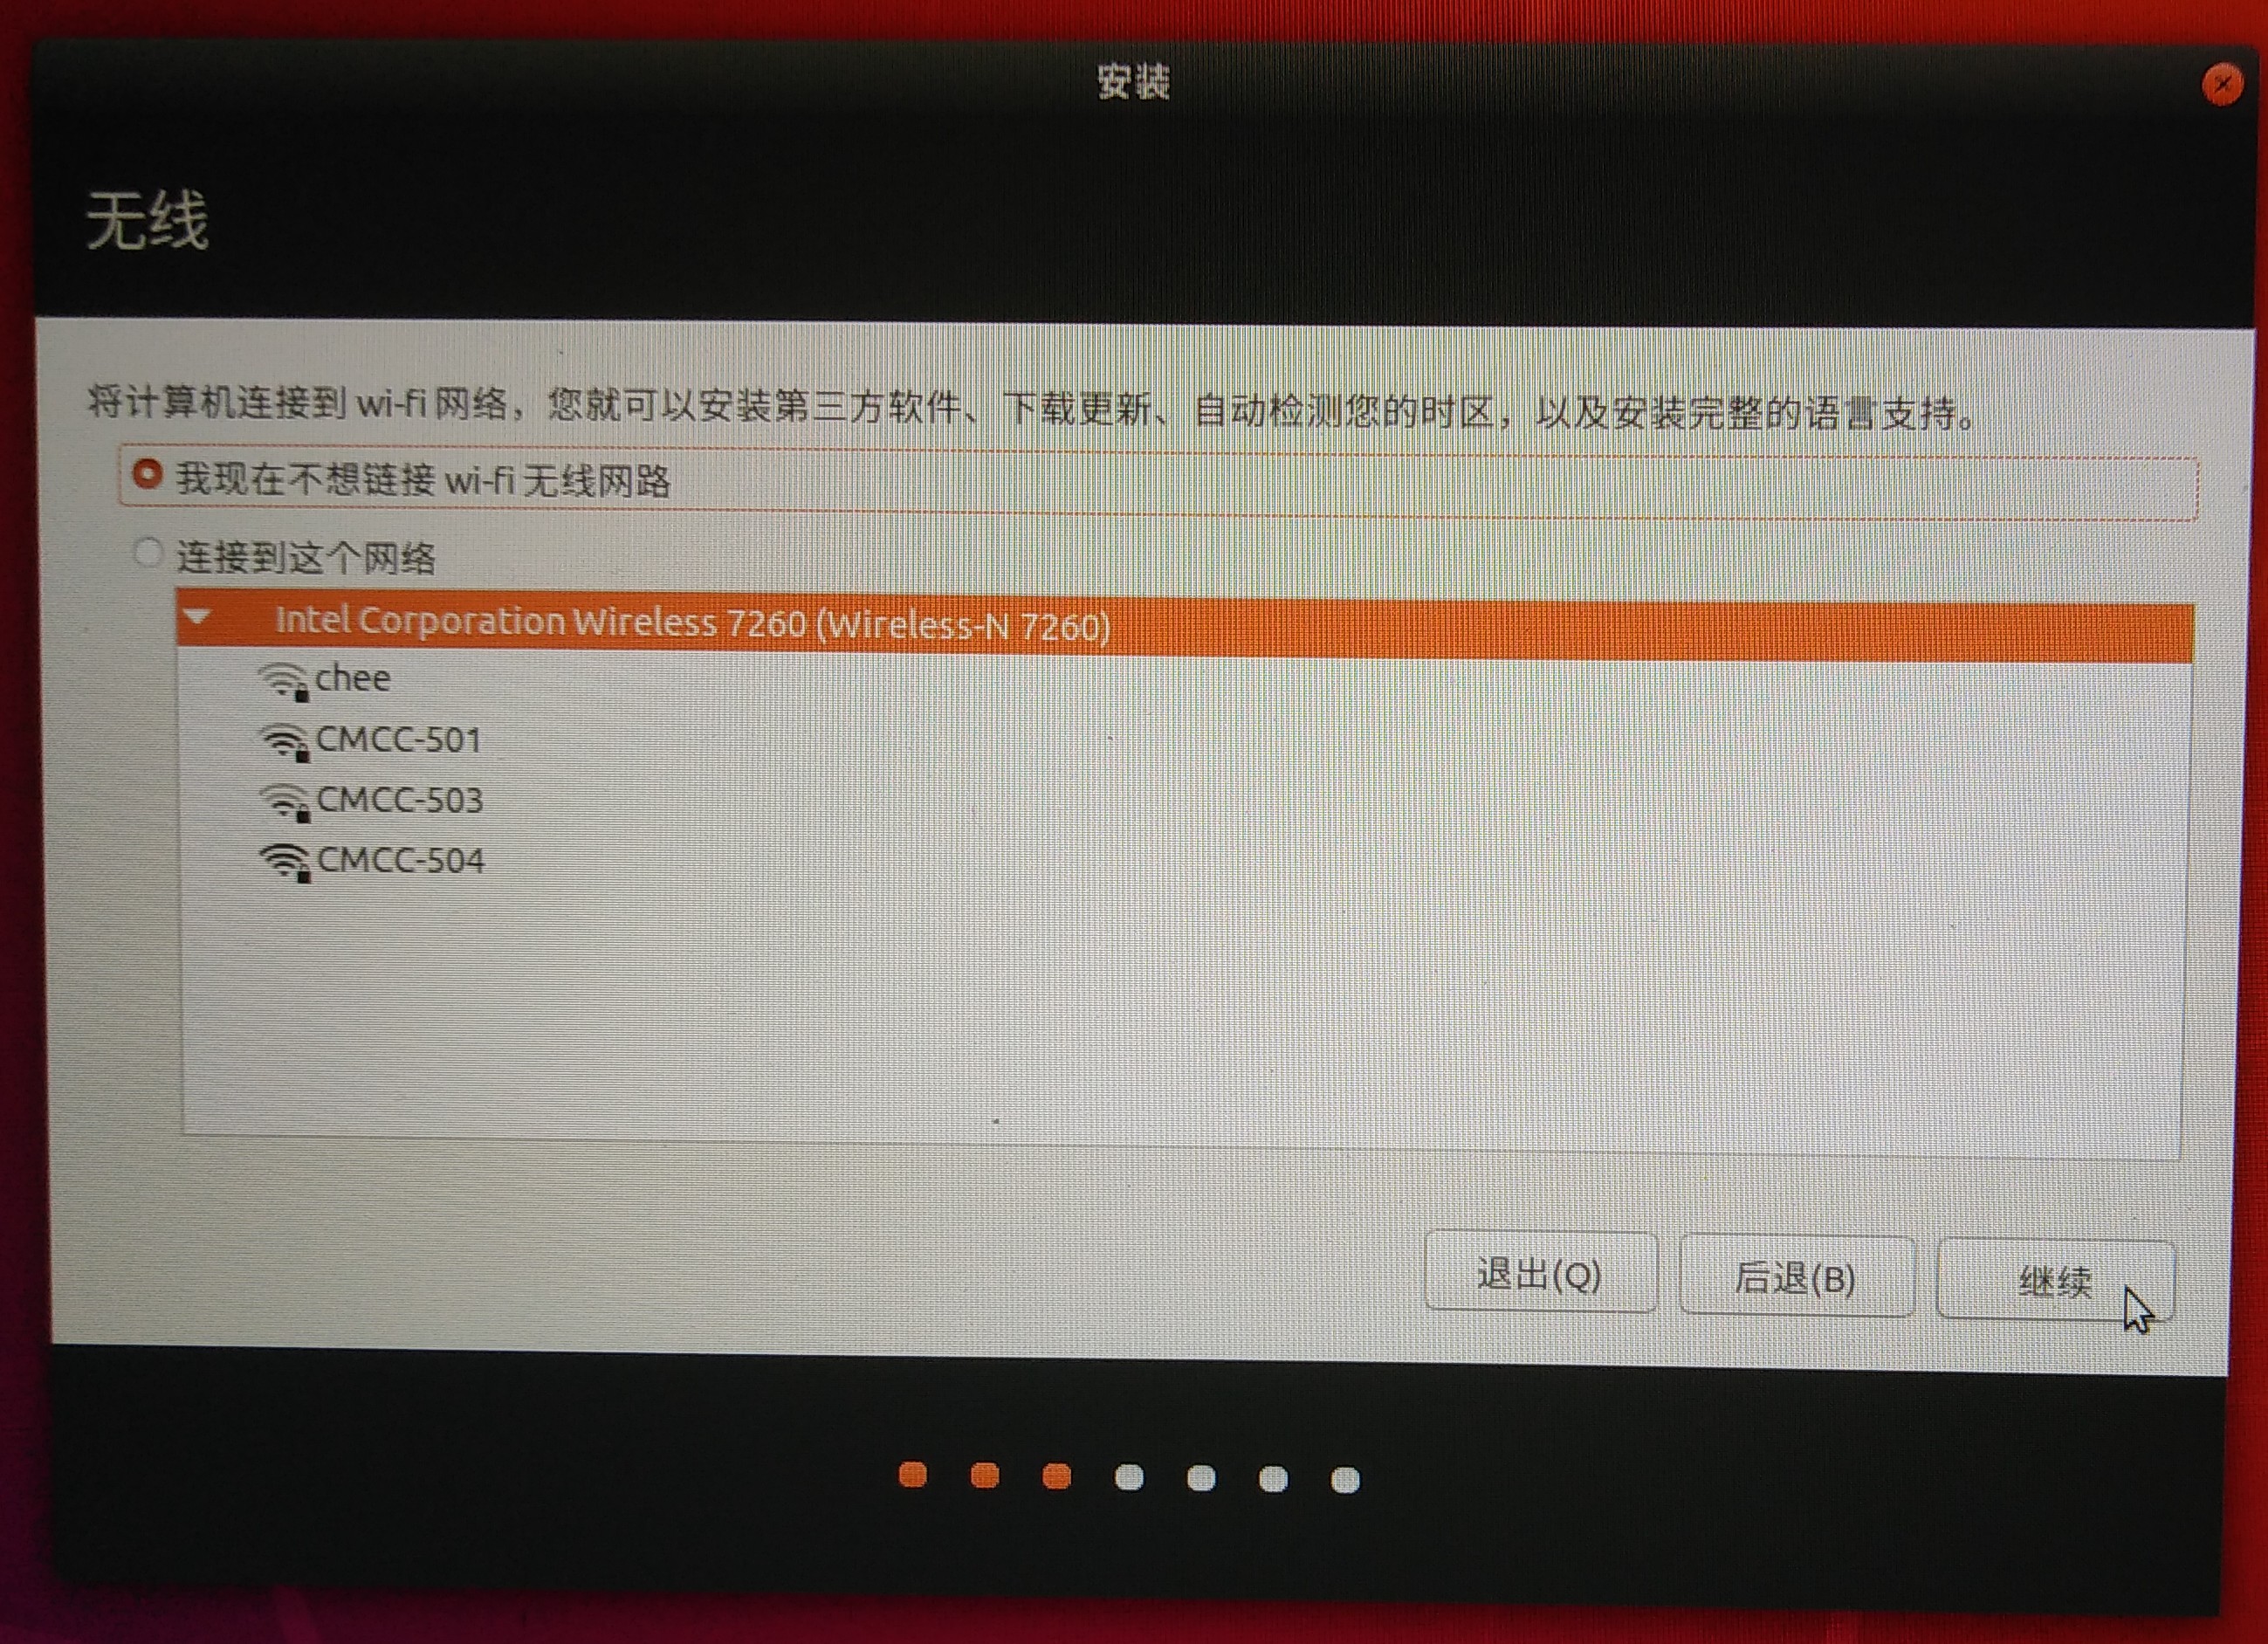 安装
无线
将计算机连接到 wi-fi 网络，您就可以安装第三方软件、下载更新、自动检测您的时区，以及安装完整的语言支持。
我现在不想链接 wi-fi 无线网路
连接到这个网络
Intel Corporation Wireless 7260 (Wireless-N 7260)
chee
CMCC-501
CMCC-503
CMCC-504
退出(Q) 后退(B) 继续